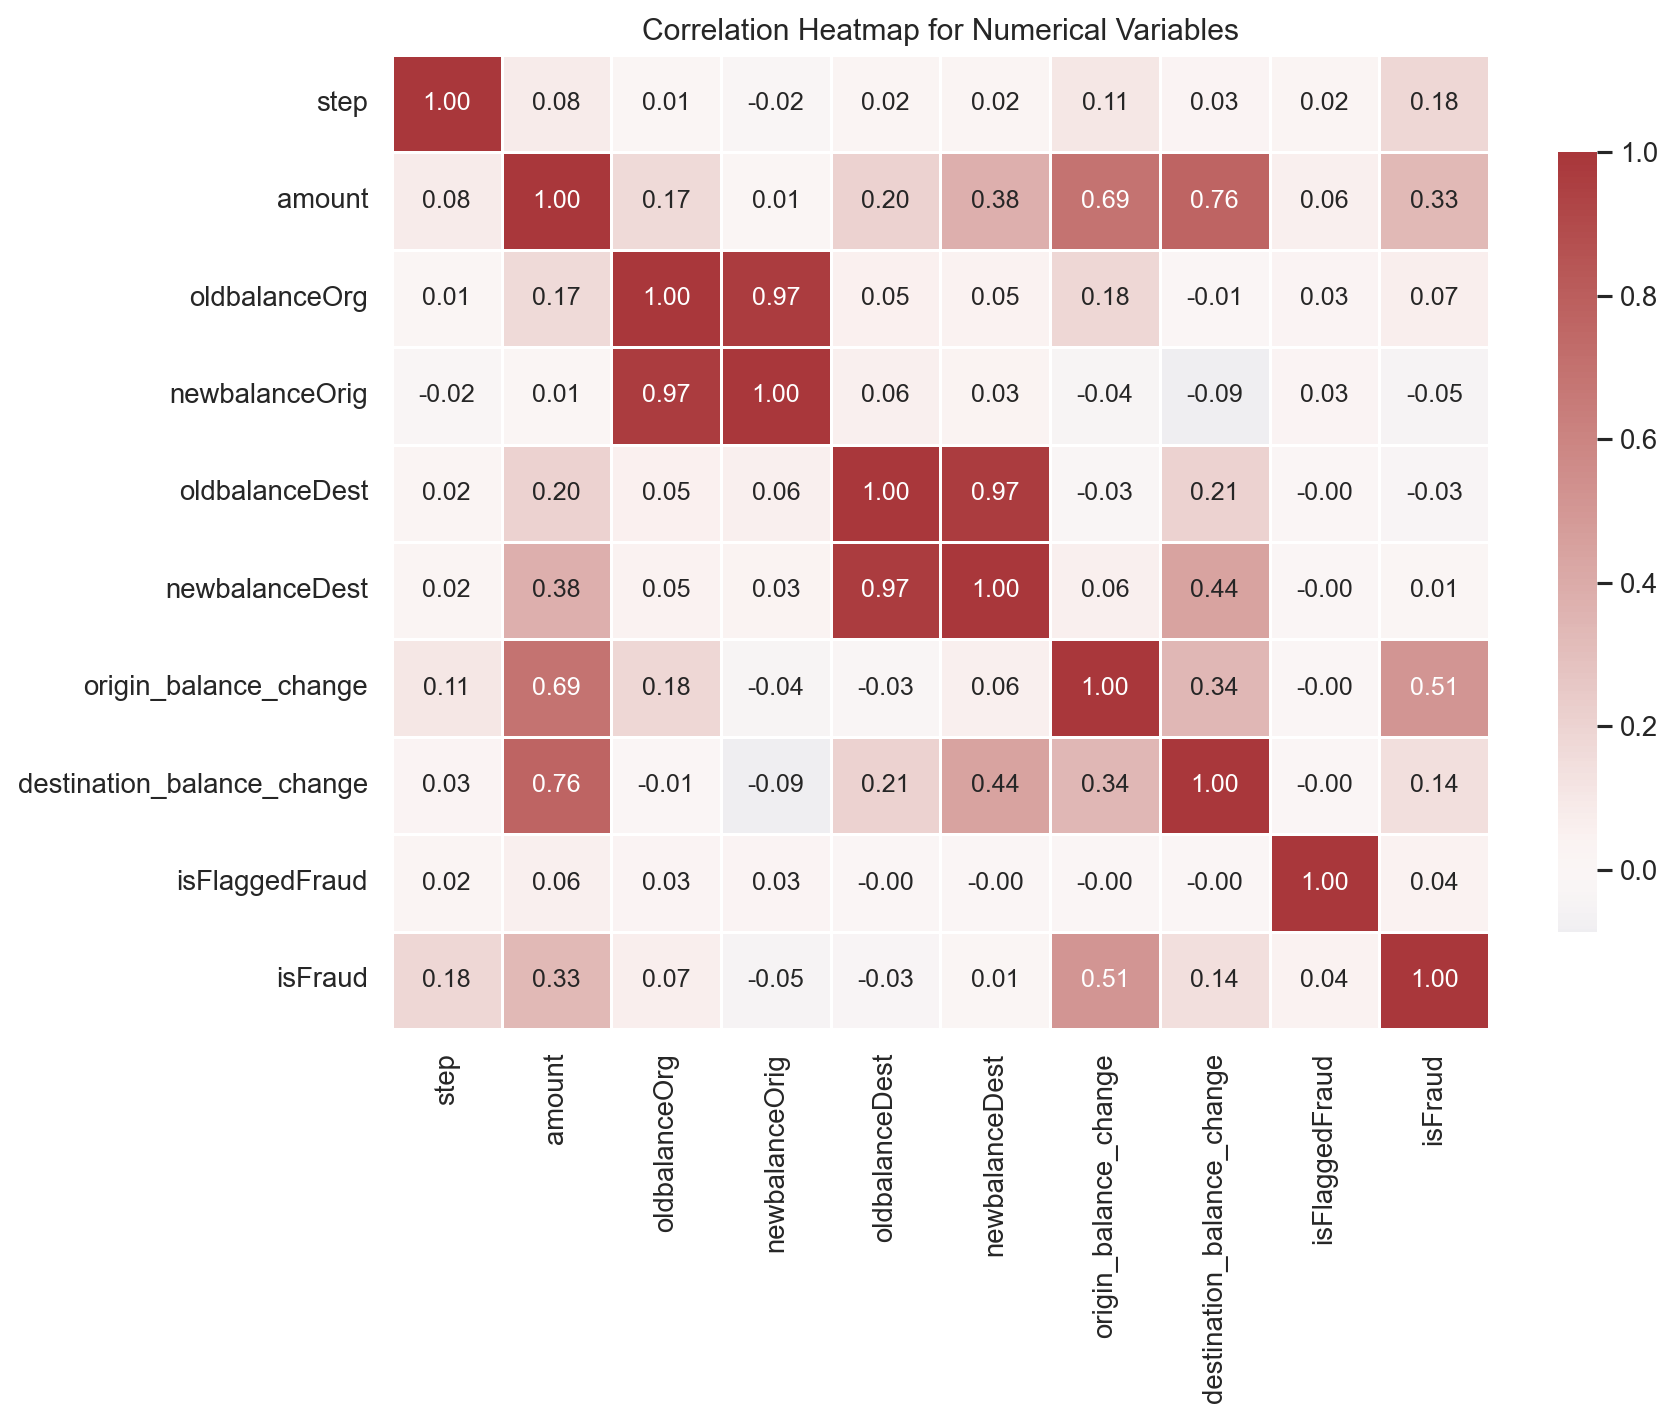 Correlation Heatmap for Numerical Variables
step 1.00 0.08 0.01 -0.02 0.02 0.02 0.11 0.03 0.02 0.18
amount 0.08 1.00 0.17 0.01 0.20 0.38 0.69 0.76 0.06 0.33
oldbalanceOrg 0.01 0.17 1.00 0.97 0.05 0.05 0.18 -0.01 0.03 0.07
newbalanceOrig -0.02 0.01 0.97 1.00 0.06 0.03 -0.04 -0.09 0.03 -0.05
oldbalanceDest 0.02 0.20 0.05 0.06 1.00 0.97 -0.03 0.21 -0.00 -0.03
newbalanceDest 0.02 0.38 0.05 0.03 0.97 1.00 0.06 0.44 -0.00 0.01
origin_balance_change 0.11 0.69 0.18 -0.04 -0.03 0.06 1.00 0.34 -0.00 0.51
destination_balance_change 0.03 0.76 -0.01 -0.09 0.21 0.44 0.34 1.00 -0.00 0.14
isFlaggedFraud 0.02 0.06 0.03 0.03 -0.00 -0.00 -0.00 -0.00 1.00 0.04
isFraud 0.18 0.33 0.07 -0.05 -0.03 0.01 0.51 0.14 0.04 1.00
step
amount
oldbalanceOrg
newbalanceOrig
oldbalanceDest
newbalanceDest
origin_balance_change
destination_balance_change
isFlaggedFraud
isFraud
1.0
0.8
0.6
0.4
0.2
0.0